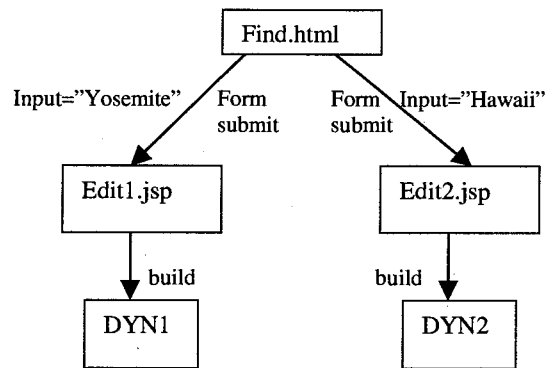 Find.html
Input="Yosemite"
Form
submit
Form
submit
Input="Hawaii"
Edit1.jsp
Edit2.jsp
build
build
DYN1
DYN2